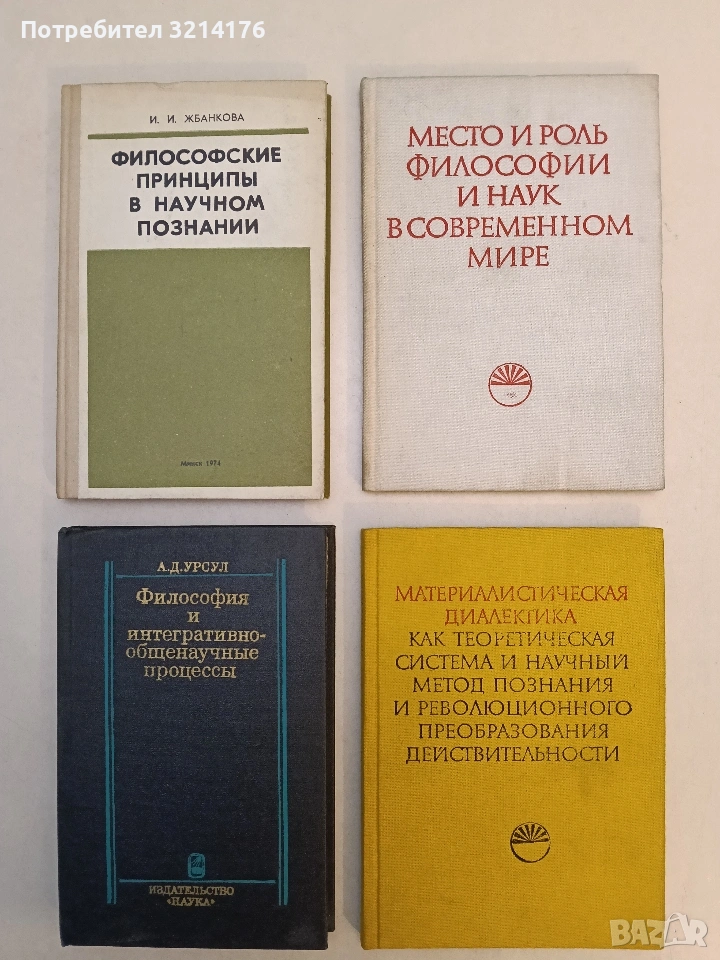 Потребител 3214176
И. И. ЖБАНКОВА
ФИЛОСОФСКИЕ
ПРИНЦИПЫ
В НАУЧНОМ
ПОЗНАНИИ
Минск 1974
МЕСТО И РОЛЬ
ФИЛОСОФИИ
И НАУК
В СОВРЕМЕННОМ
МИРЕ
А.Д.УРСУЛ
Философия
и
интегративно-
общенаучные
процессы
ИЗДАТЕЛЬСТВО
«НАУКА»
МАТЕРИАЛИСТИЧЕСКАЯ
ДИАЛЕКТИКА
КАК ТЕОРЕТИЧЕСКАЯ
СИСТЕМА И НАУЧНЫЙ
МЕТОД ПОЗНАНИЯ
И РЕВОЛЮЦИОННОГО
ПРЕОБРАЗОВАНИЯ
ДЕЙСТВИТЕЛЬНОСТИ
BAZAR